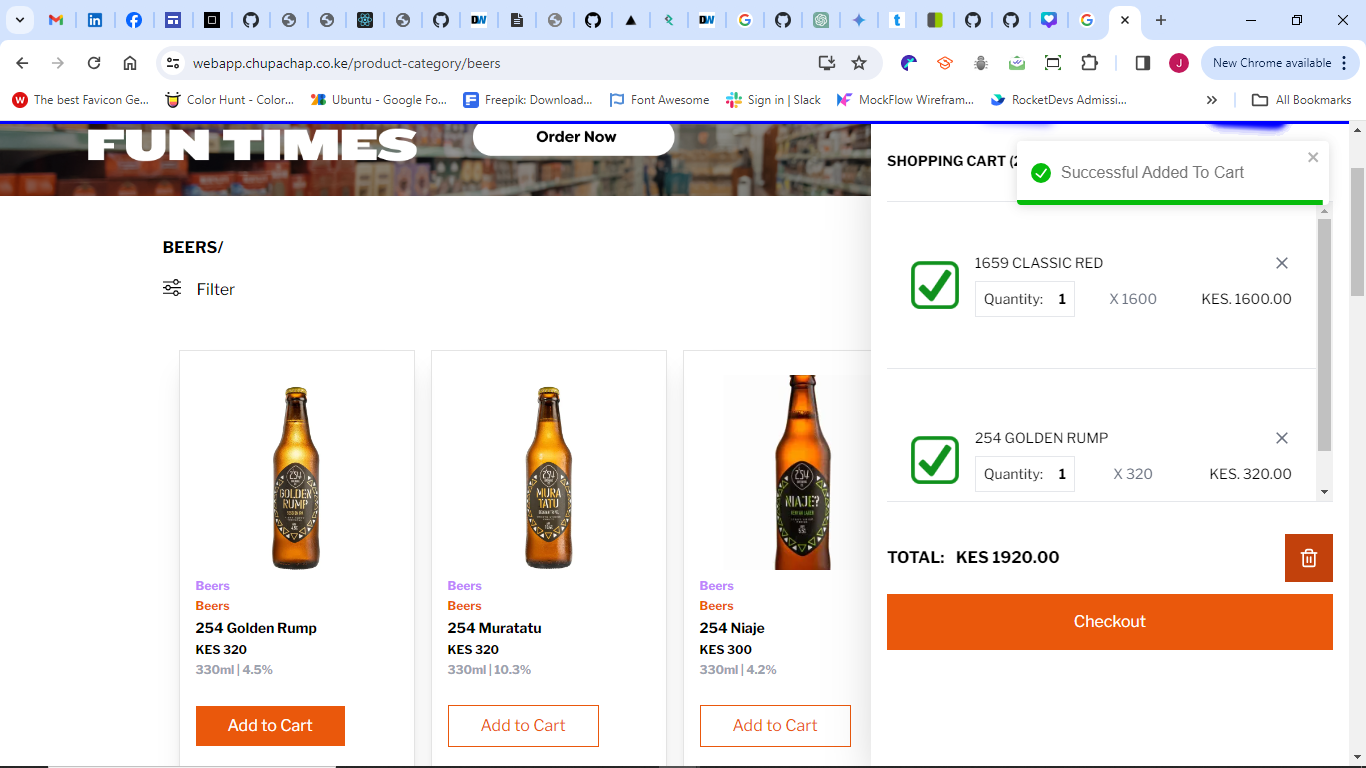 webapp.chupachap.co.ke/product-category/beers
J
New Chrome available
The best Favicon Ge...
Color Hunt - Color...
Ubuntu - Google Fo...
Freepik: Download...
Font Awesome
Sign in | Slack
MockFlow Wirefram...
RocketDevs Admissi...
All Bookmarks
FUN TIMES
Order Now
SHOPPING CART (2
Successful Added To Cart
BEERS/
Filter
1659 CLASSIC RED
Quantity: 1 X 1600 KES. 1600.00
254 GOLDEN RUMP
Quantity: 1 X 320 KES. 320.00
TOTAL: KES 1920.00
Checkout
254
GOLDEN
RUMP
Beers
Beers
254 Golden Rump
KES 320
330ml | 4.5%
Add to Cart
254
MURA
TATU
Beers
Beers
254 Muratatu
KES 320
330ml | 10.3%
Add to Cart
254
NIAJE?
Beers
Beers
254 Niaje
KES 300
330ml | 4.2%
Add to Cart